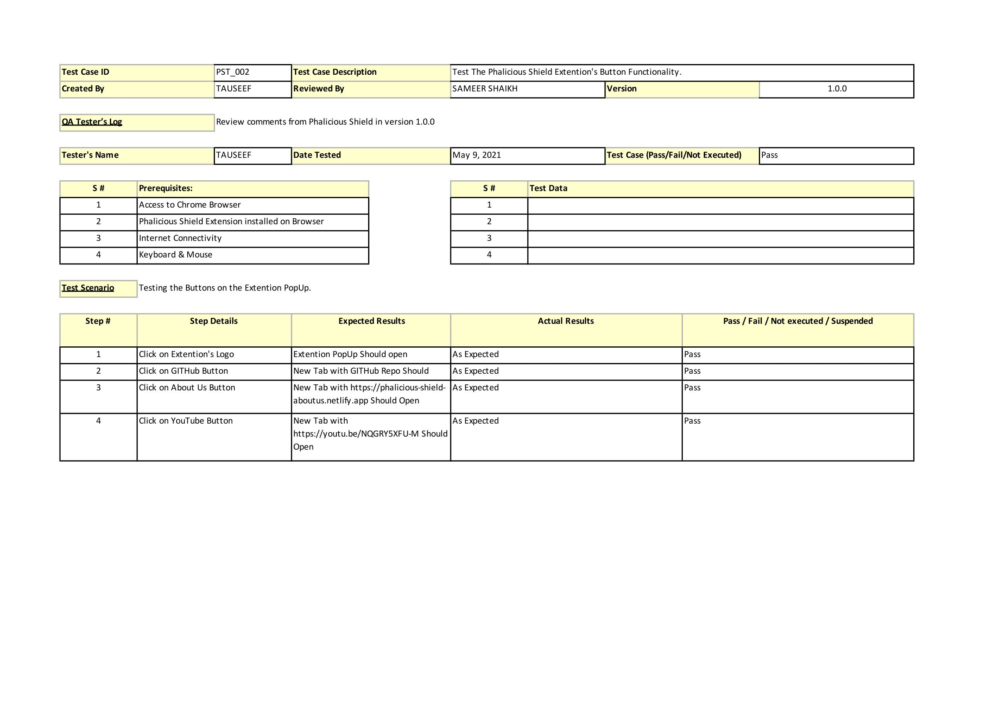 Test Case ID PST_002 Test Case Description Test The Phalicious Shield Extention's Button Functionality.
Created By TAUSEEF Reviewed By SAMEER SHAIKH Version 1.0.0
QA Tester’s Log Review comments from Phalicious Shield in version 1.0.0
Tester's Name TAUSEEF Date Tested May 9, 2021 Test Case (Pass/Fail/Not Executed) Pass
S # Prerequisites: S # Test Data
1 Access to Chrome Browser 1
2 Phalicious Shield Extension installed on Browser 2
3 Internet Connectivity 3
4 Keyboard & Mouse 4
Test Scenario Testing the Buttons on the Extention PopUp.
Step # Step Details Expected Results Actual Results Pass / Fail / Not executed / Suspended
1 Click on Extention's Logo Extention PopUp Should open As Expected Pass
2 Click on GITHub Button New Tab with GITHub Repo Should As Expected Pass
3 Click on About Us Button New Tab with https://phalicious-shield- As Expected Pass
aboutus.netlify.app Should Open
4 Click on YouTube Button New Tab with As Expected Pass
https://youtu.be/NQGRY5XFU-M Should
Open